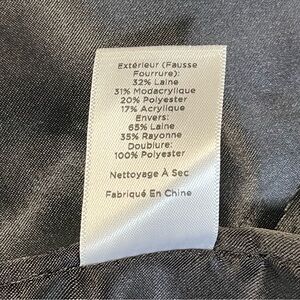 Extérieur (Fausse
Fourrure):
32% Laine
31% Modacrylique
20% Polyester
17% Acrylique
Envers:
65% Laine
35% Rayonne
Doublure:
100% Polyester
Nettoyage À Sec
Fabriqué En Chine